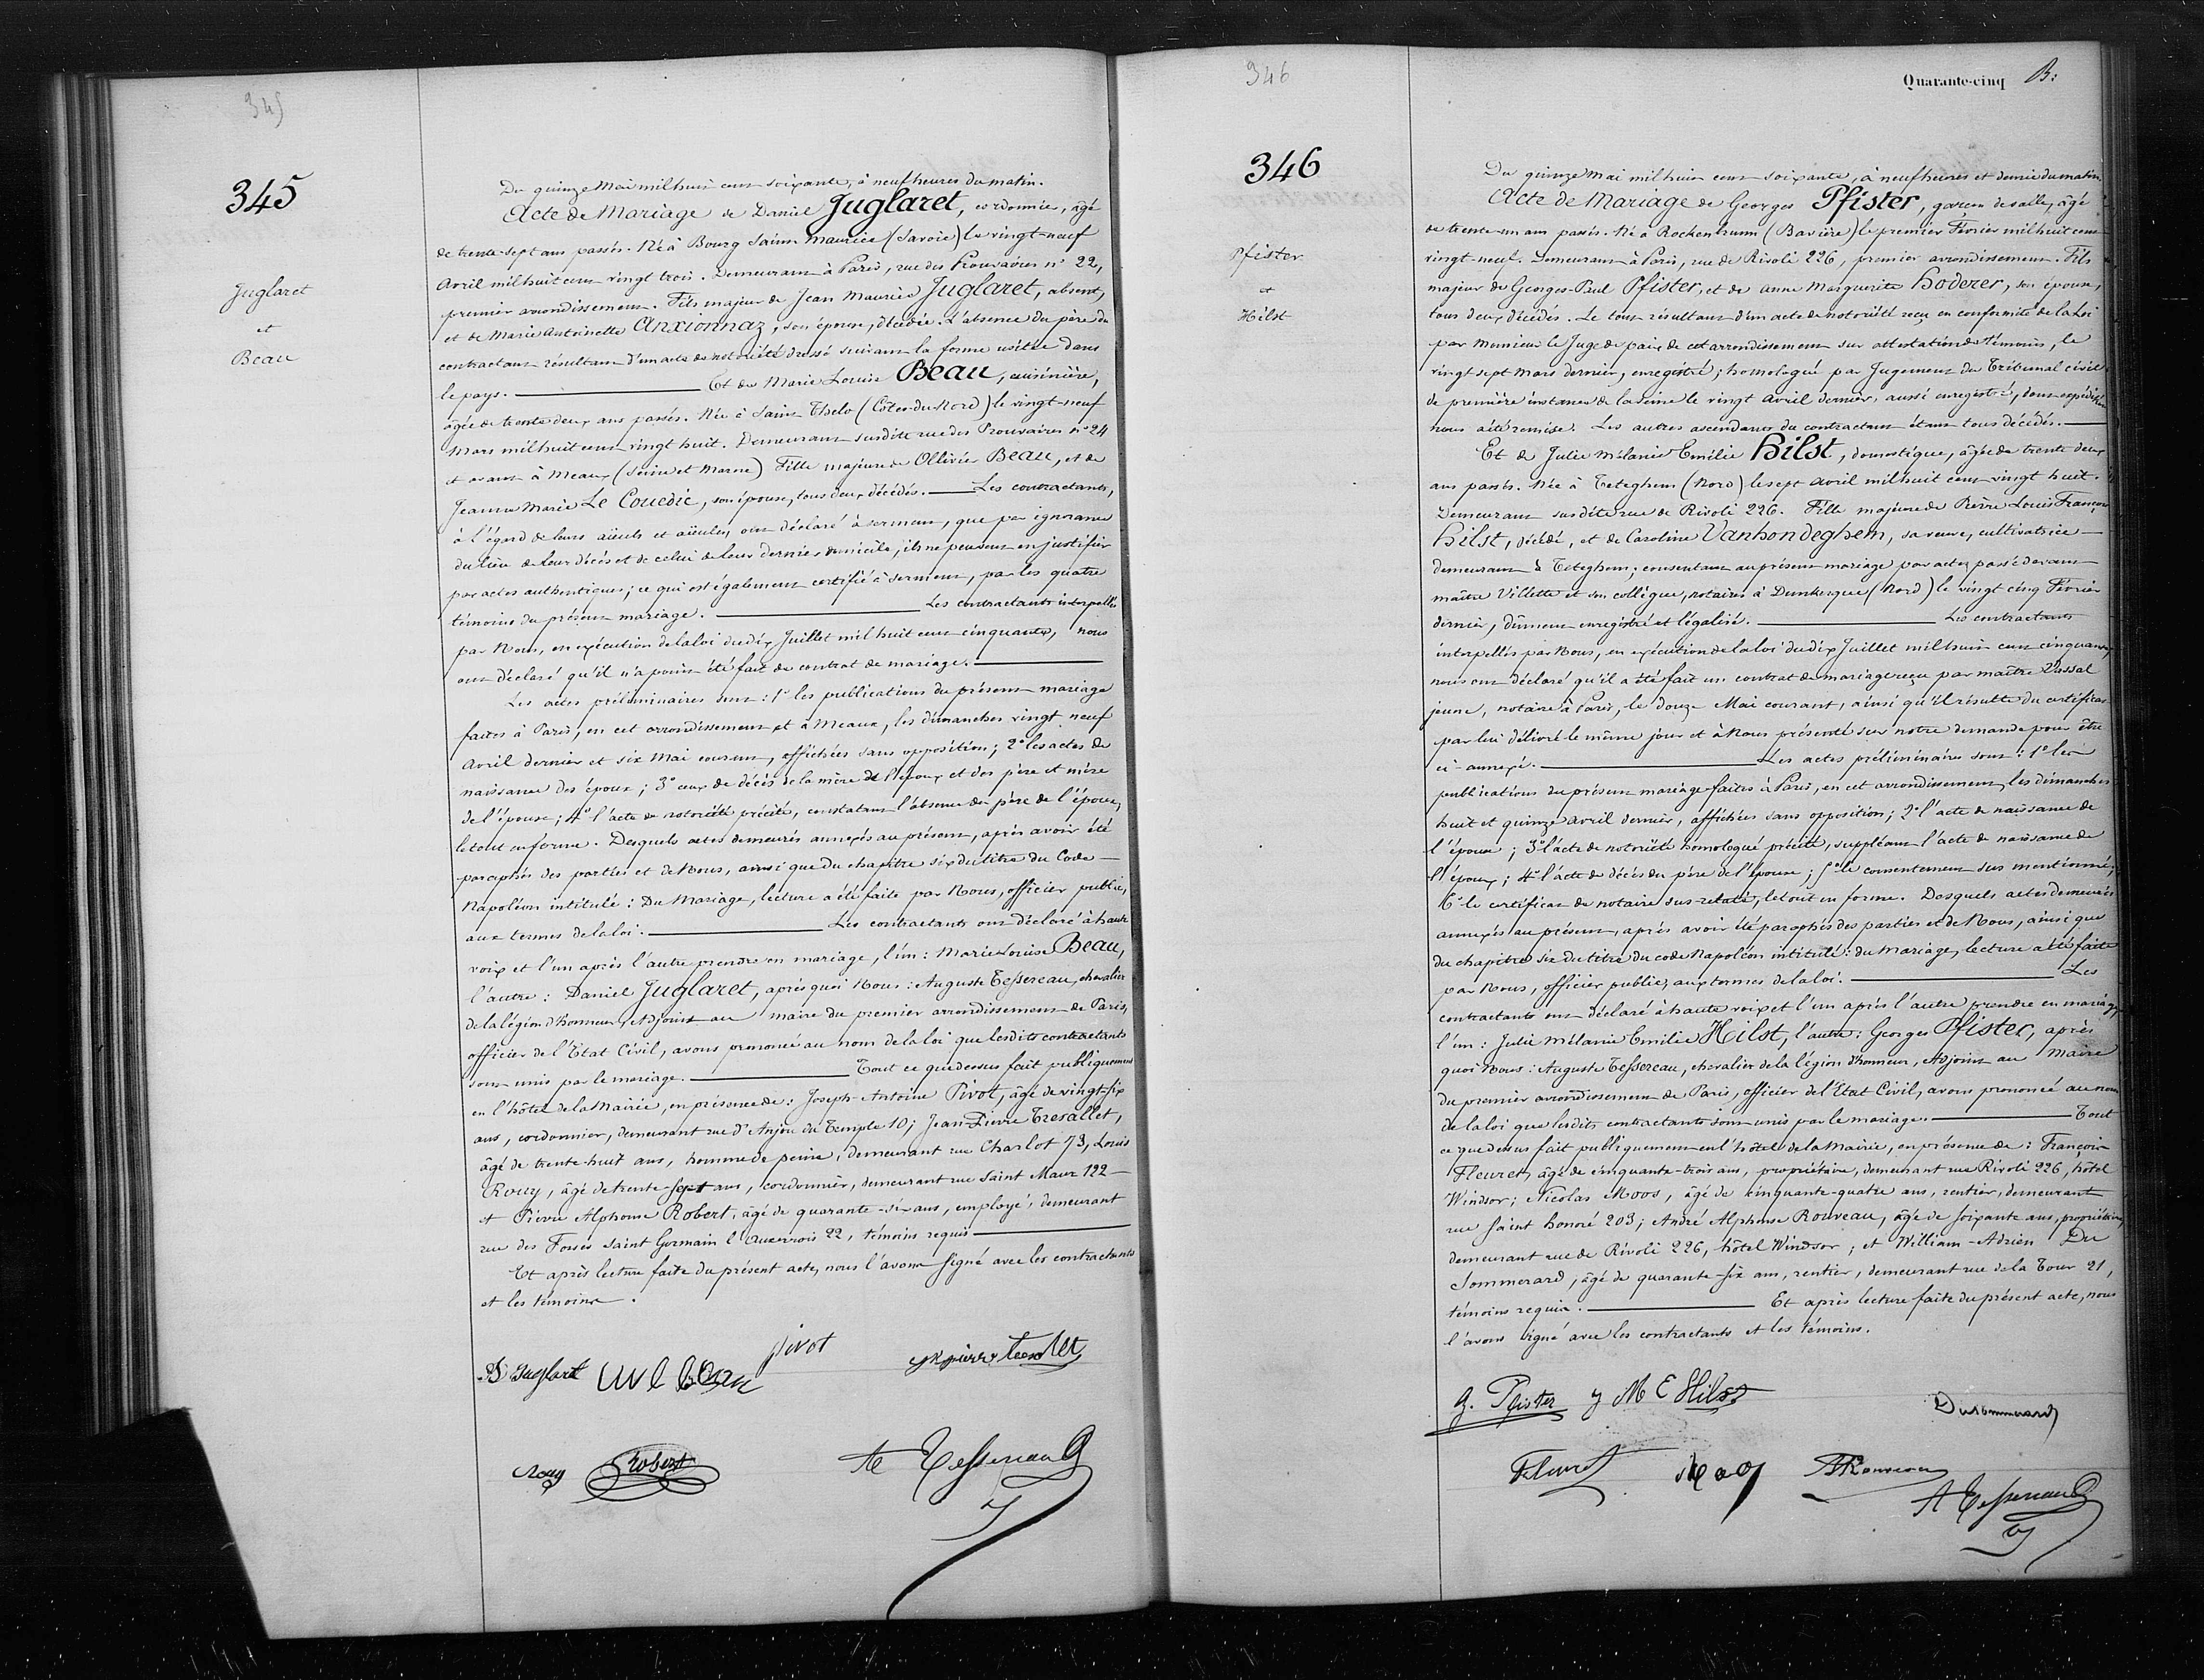 345
345
Juglaret
et
Beau
Du quinze Mai mil huit cent soixante, à neuf heures du matin.
Acte de Mariage de Daniel Juglaret, cordonnier, âgé
de trente-sept ans passés. Né à Bourg Saint Maurice (Savoie) le vingt-neuf
Avril mil huit cent vingt trois. Demeurant à Paris, rue des Prouvaires n° 22,
premier arrondissement. Fils majeur de Jean Maurice Juglaret, absent,
et de Marie Antoinette Anxionnaz, son épouse, décédée. L'absence du père du
contractant résultant d'un acte de notoriété dressé suivant la forme usitée dans
le pays. Et de Marie Louise Beau, cuisinière,
âgée de trente deux ans passés. Née à Saint Thelo (Côtes-du-Nord) le vingt-neuf
Mars mil huit cent vingt huit. Demeurant susdite rue des Prouvaires n° 24
et avant à Meaux (Seine et Marne) Fille majeure de Ollivier Beau, et de
Jeanne Marie Le Couedic, son épouse, tous deux décédés. Les contractants,
à l'égard de leurs aïeuls et aïeules, ont déclaré à serment, que par ignorance
du lieu de leur décès et de celui de leur dernier domicile, ils ne peuvent en justifier
par actes authentiques; ce qui est également certifié à serment, par les quatre
témoins du présent mariage. Les contractants interpellés
par Nous, en exécution de la loi du dix Juillet mil huit cent cinquante, nous
ont déclaré qu'il n'a point été fait de contrat de mariage.
Les actes préliminaires sont: 1° les publications du présent mariage
faites à Paris, en cet arrondissement et à Meaux, les dimanches vingt neuf
Avril dernier et six Mai courant, affichées sans opposition; 2° les actes de
naissance des époux; 3° ceux de décès de la mère de l'époux et des père et mère
de l'épouse; 4° l'acte de notoriété précité, constatant l'absence du père de l'époux,
le tout en forme. Desquels actes demeurés annexés au présent, après avoir été
paraphés des parties et de Nous, ainsi que du chapitre six du titre du Code
Napoléon intitulé: Du Mariage, lecture a été faite par Nous, officier public,
aux termes de la loi. Les contractants ont déclaré à haute
voix et l'un après l'autre prendre en mariage, l'un: Marie Louise Beau,
l'autre: Daniel Juglaret, après quoi Nous: Auguste Tessereau, chevalier
de la légion d'honneur, Adjoint au maire du premier arrondissement de Paris,
officier de l'Etat Civil, avons prononcé au nom de la loi que lesdits contractants
sont unis par le mariage. Tout ce que dessus fait publiquement
en l'hôtel de la Mairie, en présence de: Joseph-Antoine Pivot, âgé de vingt-six
ans, cordonnier, demeurant rue d'Anjou du Temple 10; Jean-Pierre Tresallet,
âgé de trente-huit ans, homme de peine, demeurant rue Charlot 73, Louis
Rouy, âgé de trente-sept ans, cordonnier, demeurant rue Saint Maur 122
et Pierre Alphonse Robert, âgé de quarante-six ans, employé, demeurant
rue des Fossés Saint Germain l'Auxerrois 22, témoins requis
Et après lecture faite du présent acte, nous l'avons signé avec les contractants
et les témoins.
D Juglaret
Beau
pivot
Rouy
Robert
A Tessereau
346
Quarante-cinq B:
346
Pfister
et
Hilst
Du quinze Mai mil huit cent soixante, à neuf heures et demie du matin.
Acte de Mariage de Georges Pfister, garçon de salle, âgé
de trente-un ans passés. Né à Rockenbrunn (Bavière) le premier Février mil huit cent
vingt-neuf. Demeurant à Paris, rue de Rivoli 226, premier arrondissement. Fils
majeur de Georges-Paul Pfister, et de Anne Marguerite Hoderer, son épouse,
tous deux décédés. Le tout résultant d'un acte de notoriété reçu en conformité de la loi
par Monsieur le Juge de paix de cet arrondissement sur attestation de témoins, le
vingt sept Mars dernier, enregistré; homologué par Jugement du Tribunal civil
de première instance de la Seine le vingt Avril dernier, aussi enregistré, dont expédition
nous a été remise. Les autres ascendants du contractant étant tous décédés.
Et de Julie Mélanie Emilie Hilst, domestique, âgée de trente deux
ans passés. Née à Teteghem (Nord) le sept Avril mil huit cent vingt huit.
Demeurant susdite rue de Rivoli 226. Fille majeure de Pierre Louis François
Hilst, décédé, et de Caroline Vanhondeghem, sa veuve, cultivatrice
demeurant à Teteghem; consentant au présent mariage par acte passé devant
maître Villette et son collègue, notaires à Dunkerque (Nord) le vingt cinq Février
dernier, dûment enregistré et légalisé. Les contractants
interpellés par Nous, en exécution de la loi du dix Juillet mil huit cent cinquante,
nous ont déclaré qu'il a été fait un contrat de mariage reçu par maître Vassal
jeune, notaire à Paris, le douze Mai courant, ainsi qu'il résulte du certificat
par lui délivré le même jour et à Nous présenté sur notre demande pour être
ci-annexé. Les actes préliminaires sont: 1° les
publications du présent mariage faites à Paris, en cet arrondissement, les dimanches
huit et quinze Avril dernier, affichées sans opposition; 2° l'acte de naissance de
l'épouse; 3° l'acte de notoriété homologué précité, suppléant l'acte de naissance de
l'époux; 4° l'acte de décès du père de l'épouse; 5° le consentement sus mentionné;
6° le certificat de notaire sus-relaté, le tout en forme. Desquels actes demeurés
annexés au présent, après avoir été paraphés des parties et de Nous, ainsi que
du chapitre six du titre du code Napoléon intitulé: du Mariage, lecture a été faite
par Nous, officier public, aux termes de la loi. Les
contractants ont déclaré à haute voix et l'un après l'autre prendre en mariage,
l'un: Julie Mélanie Emilie Hilst, l'autre: Georges Pfister, après
quoi Nous: Auguste Tessereau, chevalier de la légion d'honneur, Adjoint au Maire
du premier arrondissement de Paris, officier de l'Etat Civil, avons prononcé au nom
de la loi que lesdits contractants sont unis par le mariage. Tout
ce que dessus fait publiquement en l'hôtel de la Mairie, en présence de: François
Fleuret, âgé de cinquante-trois ans, propriétaire, demeurant rue Rivoli 226, hôtel
Windsor; Nicolas Moos, âgé de cinquante-quatre ans, rentier, demeurant
rue Saint honoré 203; André Alphonse Rouveau, âgé de soixante ans, propriétaire,
demeurant rue de Rivoli 226, hôtel Windsor; et William-Adrien Du
Sommerard, âgé de quarante-six ans, rentier, demeurant rue de la Tour 21,
témoins requis. Et après lecture faite du présent acte, nous
l'avons signé avec les contractants et les témoins.
G. Pfister J M E Hilst
Dusommerard
Fleuret
Moos
A Rouveau
A Tessereau